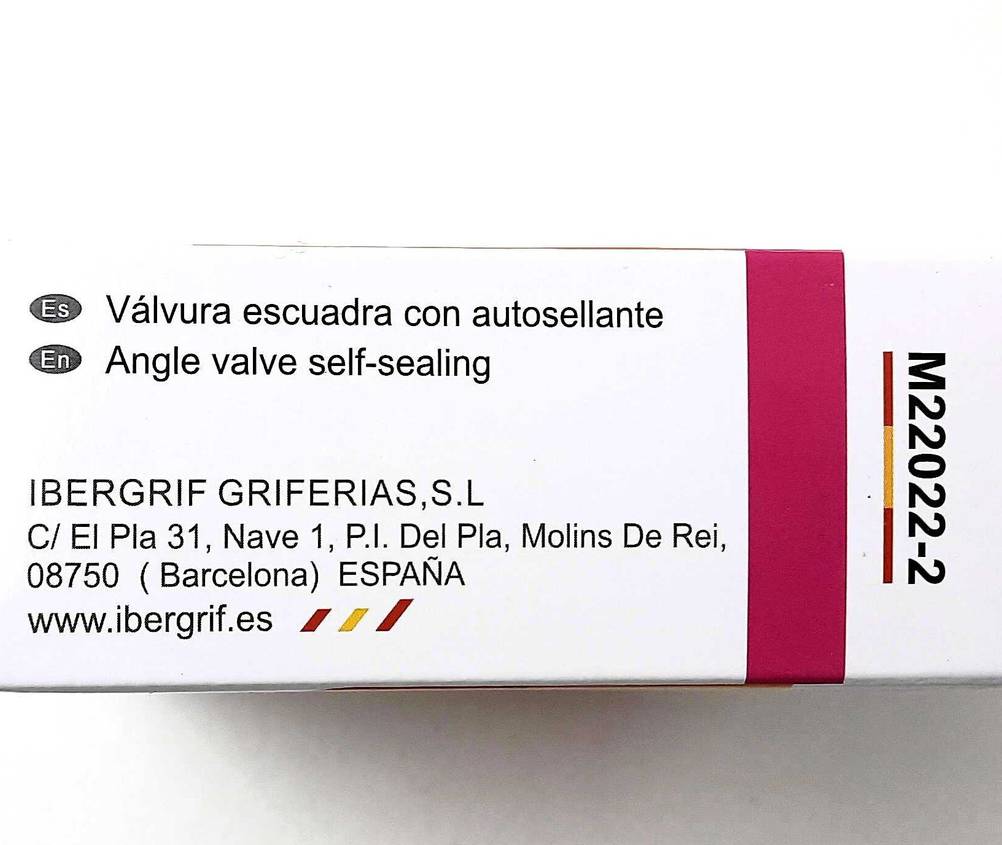 Es Válvura escuadra con autosellante
En Angle valve self-sealing
IBERGRIF GRIFERIAS,S.L
C/ El Pla 31, Nave 1, P.I. Del Pla, Molins De Rei,
08750 ( Barcelona) ESPAÑA
www.ibergrif.es
M22022-2